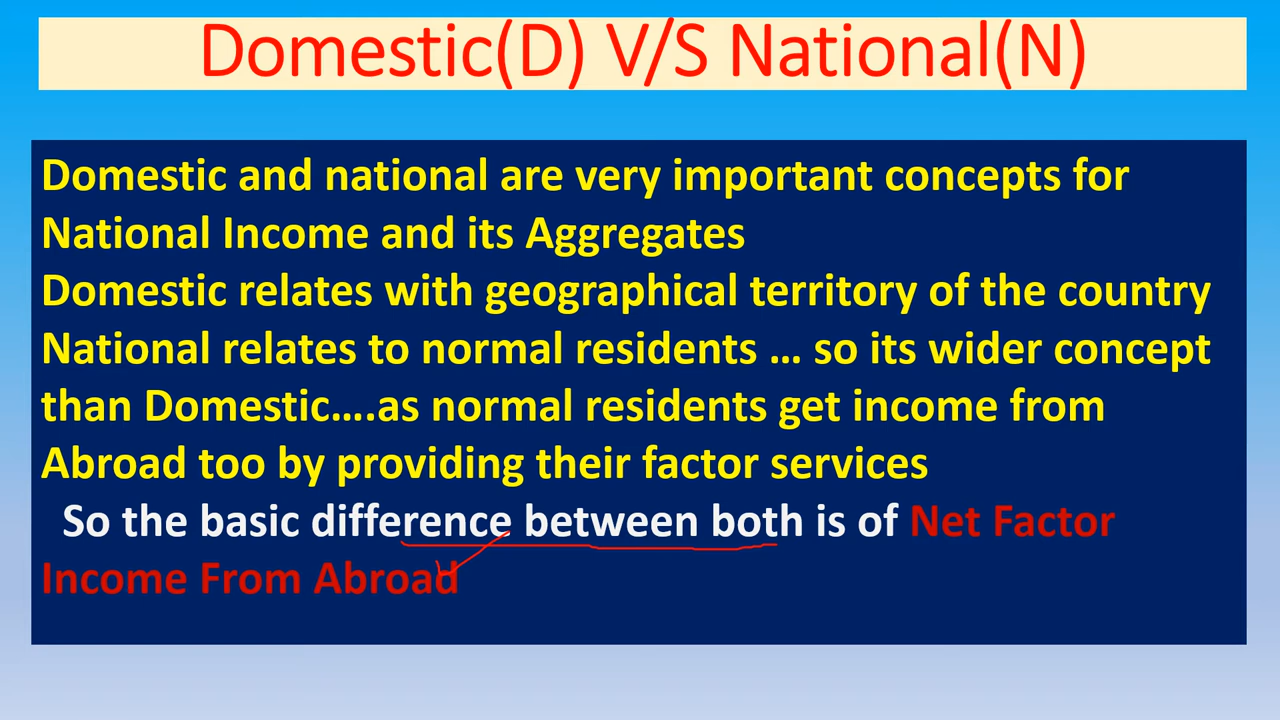 Domestic(D) V/S National(N)
Domestic and national are very important concepts for
National Income and its Aggregates
Domestic relates with geographical territory of the country
National relates to normal residents ... so its wider concept
than Domestic....as normal residents get income from
Abroad too by providing their factor services
So the basic difference between both is of Net Factor
Income From Abroad